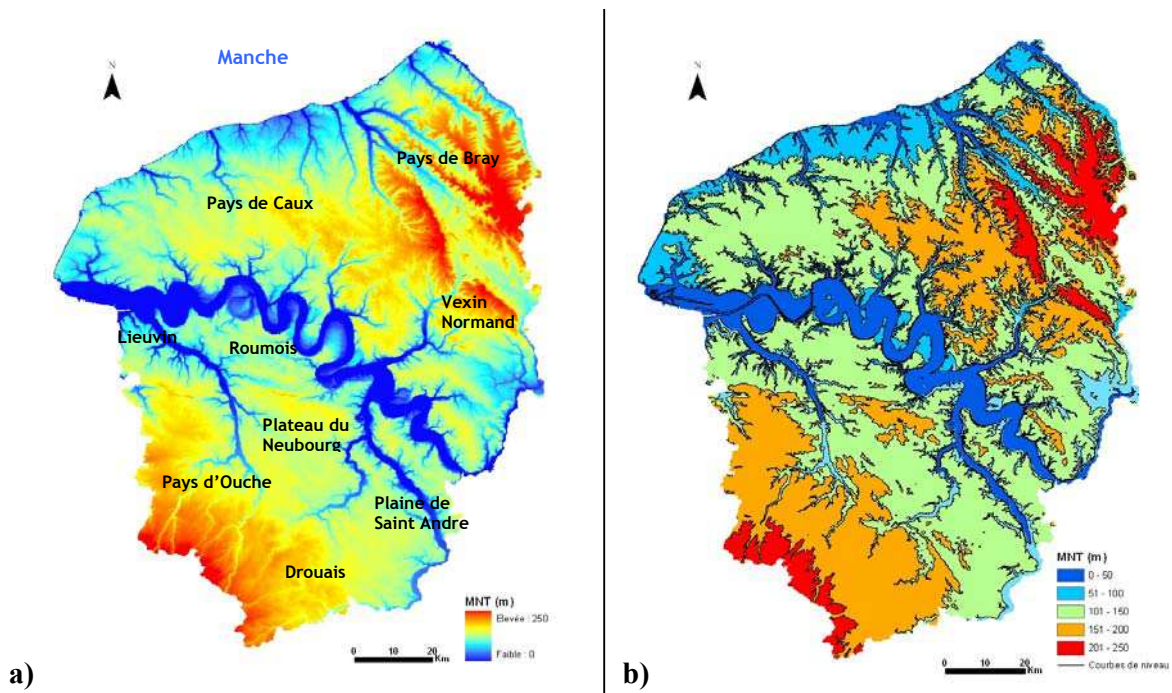 Manche
N
Pays de Bray
Pays de Caux
Vexin
Normand
Lieuvin
Roumois
Plateau du
Neubourg
Pays d'Ouche
Plaine de
Saint Andre
Drouais
MNT (m)
Elevée : 250
Faible : 0
0 10 20
Km
a)
N
MNT (m)
0 - 50
51 - 100
101 - 150
151 - 200
201 - 250
Courbes de niveau
0 10 20
Km
b)